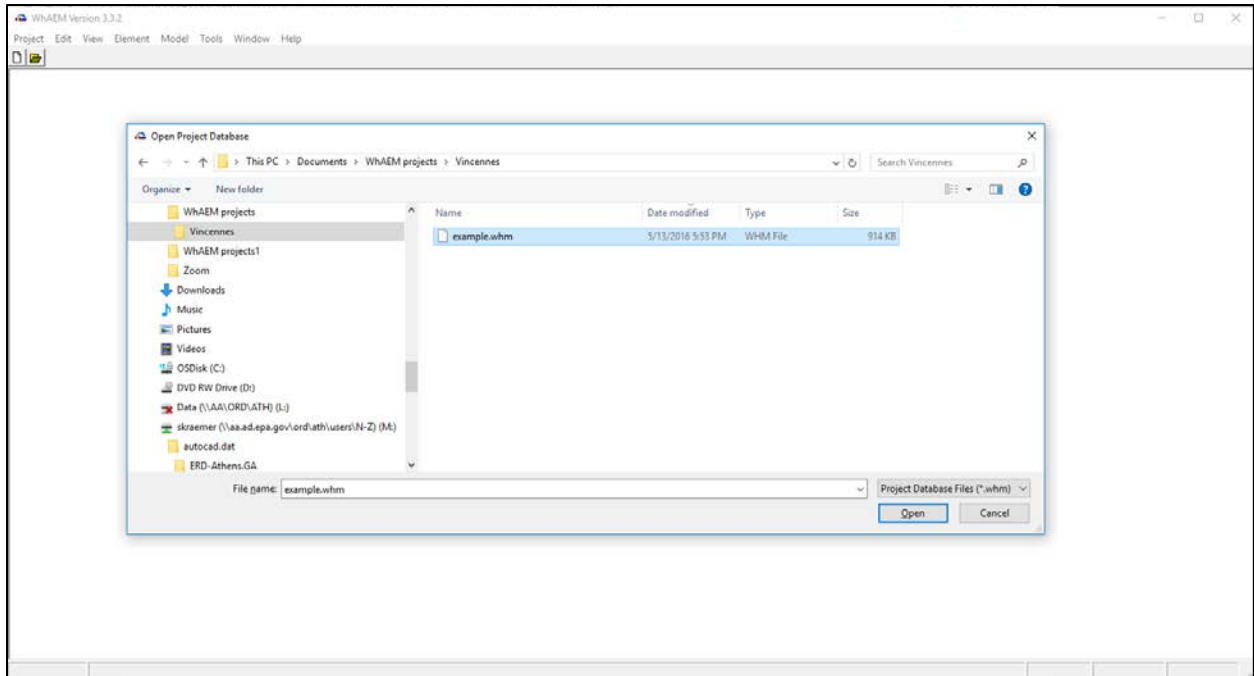 WhAEM Version 3.3.2
Project Edit View Element Model Tools Window Help
Open Project Database
This PC > Documents > WhAEM projects > Vincennes
Search Vincennes
Organize New folder
Name Date modified Type Size
example.whm 5/13/2016 5:53 PM WHM File 914 KB
WhAEM projects
Vincennes
WhAEM projects1
Zoom
Downloads
Music
Pictures
Videos
OSDisk (C:)
DVD RW Drive (D:)
Data (\\AA\ORD\ATH) (L:)
skraemer (\\aa.ad.epa.gov\ord\ath\users\N-Z) (M:)
autocad.dat
ERD-Athens.GA
File name: example.whm
Project Database Files (*.whm)
Open Cancel